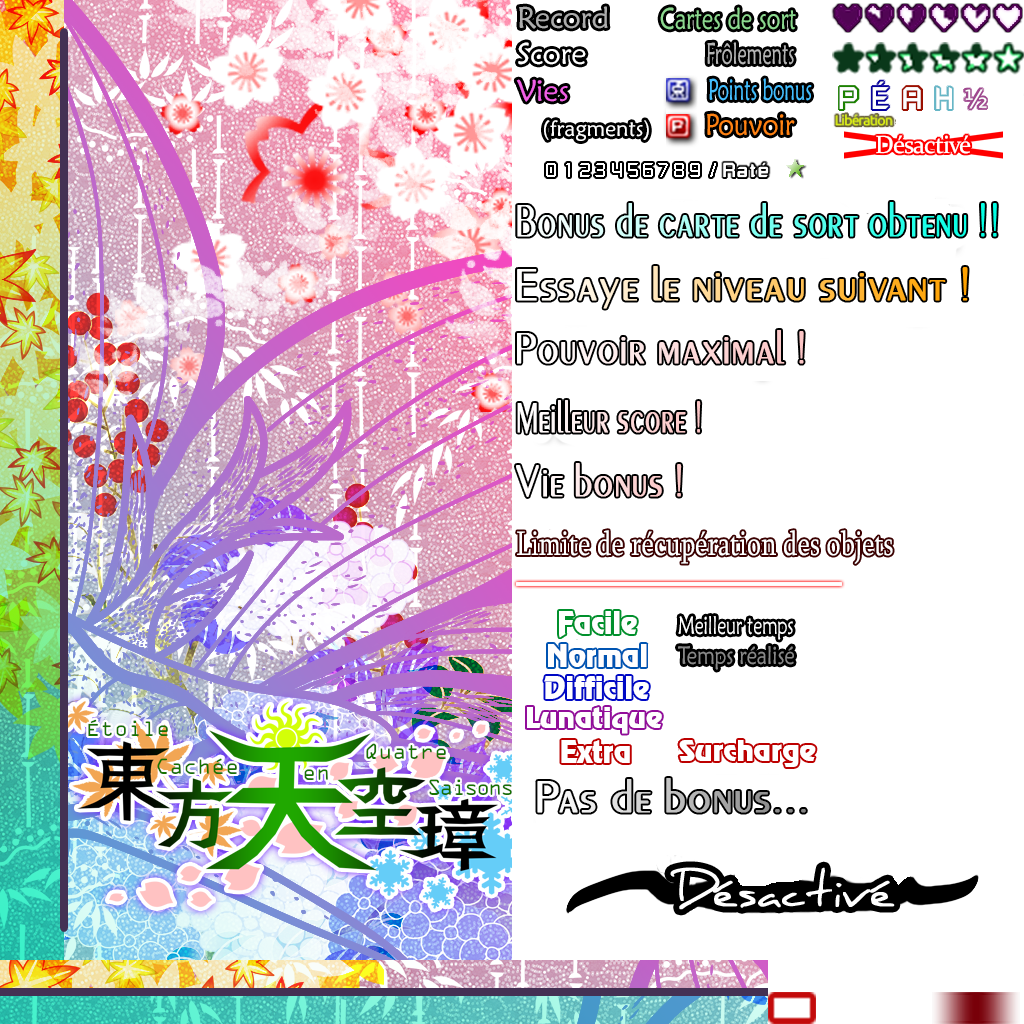 Record
Cartes de sort
Score
Frôlements
Vies
Points bonus
P É A H ½
Libération
(fragments)
P Pouvoir
Désactivé
0123456789 / Raté
Bonus de carte de sort obtenu !!
Essaye le niveau suivant !
Pouvoir maximal !
Meilleur score !
Vie bonus !
Limite de récupération des objets
Facile
Meilleur temps
Normal
Temps réalisé
Difficile
Lunatique
Extra
Surcharge
Pas de bonus...
Désactivé
Étoile
Cachée
en
Quatre
Saisons
東方天空璋